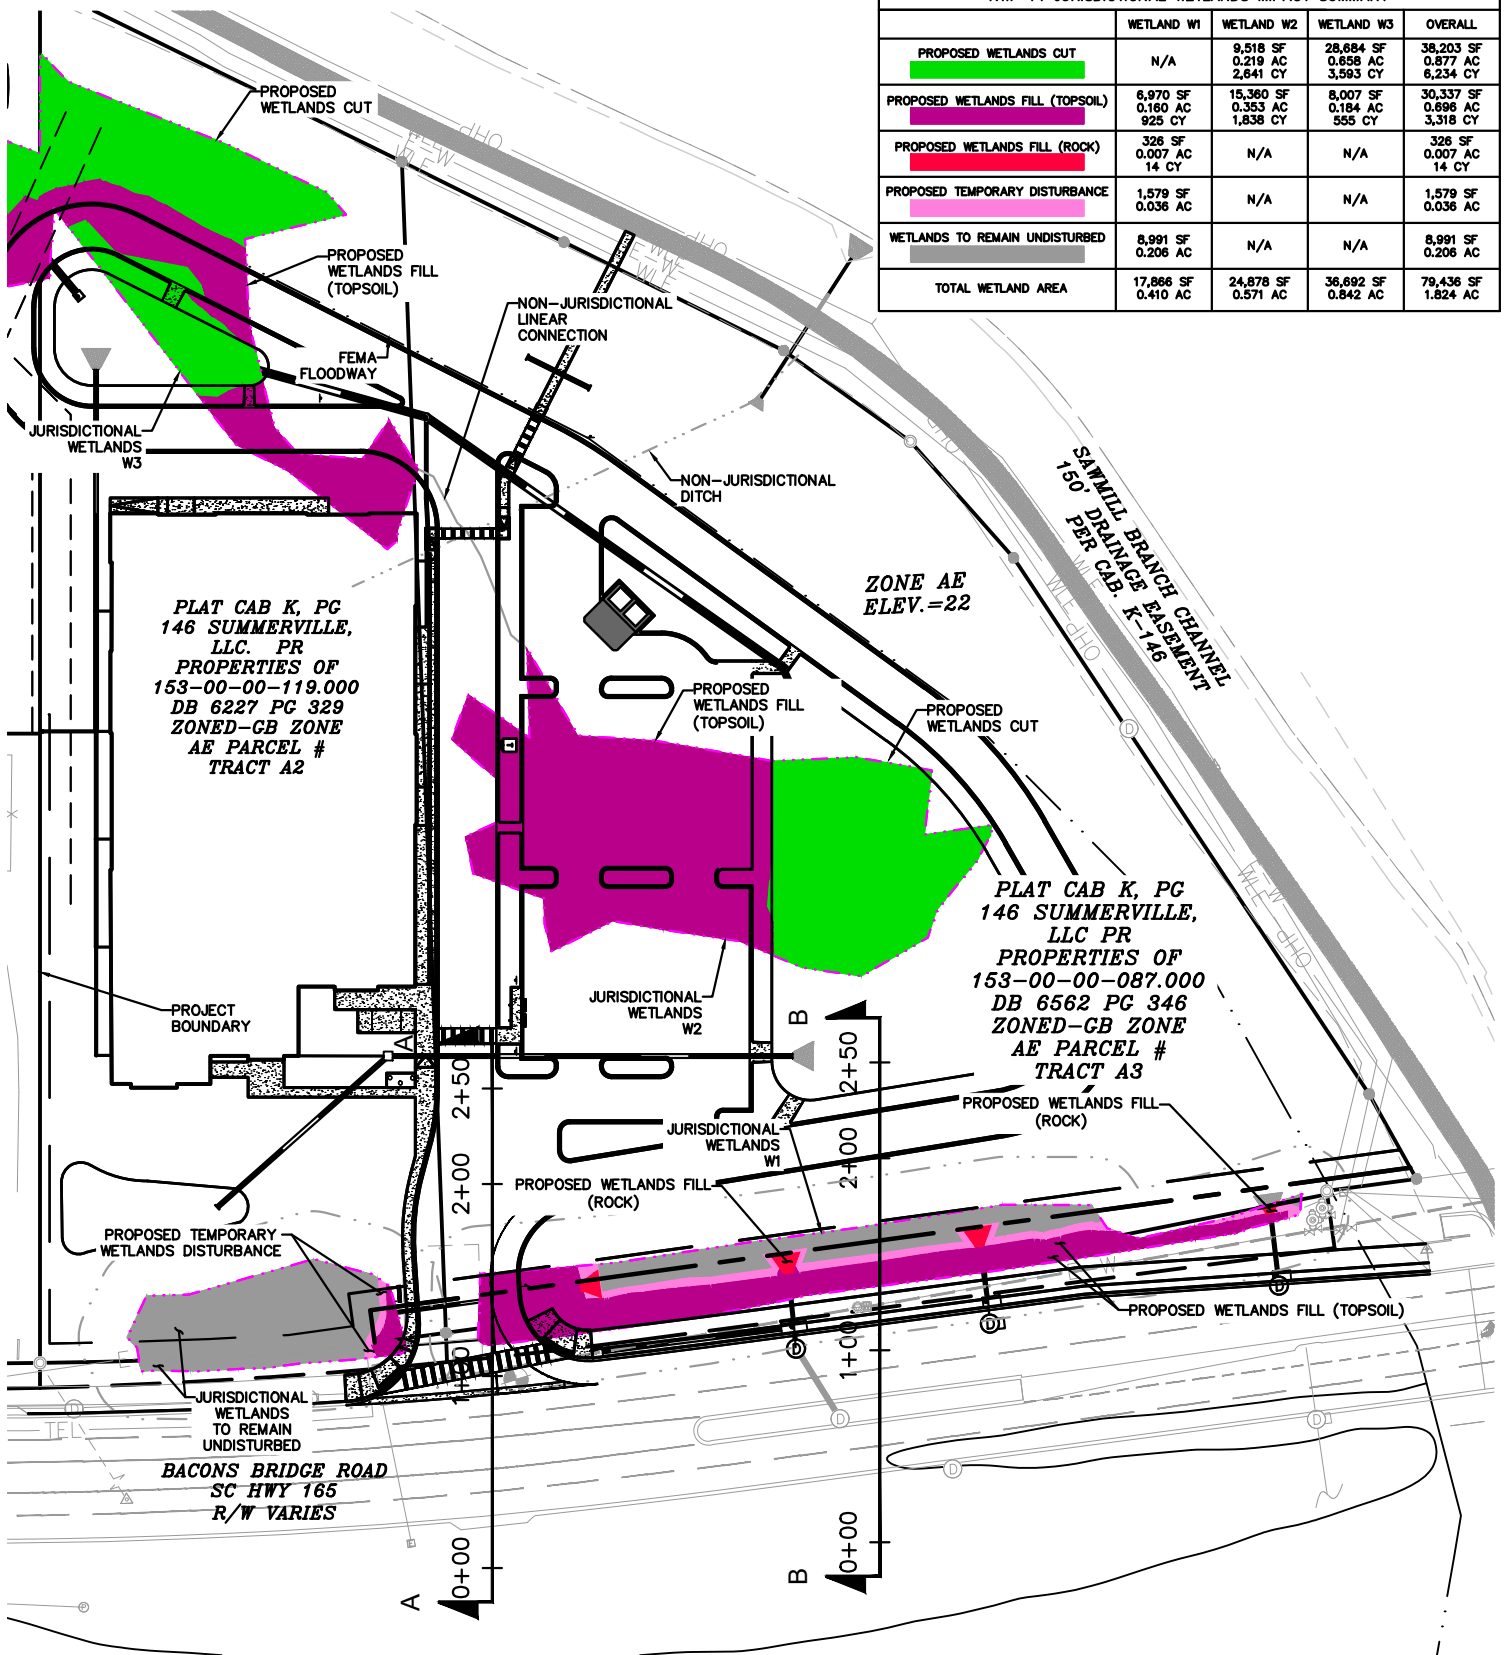 WETLAND W1 WETLAND W2 WETLAND W3 OVERALL
PROPOSED WETLANDS CUT
N/A
9,518 SF
0.219 AC
2,641 CY
28,684 SF
0.658 AC
3,593 CY
38,203 SF
0.877 AC
6,234 CY
PROPOSED WETLANDS FILL (TOPSOIL)
6,970 SF
0.160 AC
925 CY
15,360 SF
0.353 AC
1,838 CY
8,007 SF
0.184 AC
555 CY
30,337 SF
0.696 AC
3,318 CY
PROPOSED WETLANDS FILL (ROCK)
326 SF
0.007 AC
14 CY
N/A
N/A
326 SF
0.007 AC
14 CY
PROPOSED TEMPORARY DISTURBANCE
1,579 SF
0.036 AC
N/A
N/A
1,579 SF
0.036 AC
WETLANDS TO REMAIN UNDISTURBED
8,991 SF
0.206 AC
N/A
N/A
8,991 SF
0.206 AC
TOTAL WETLAND AREA
17,866 SF
0.410 AC
24,878 SF
0.571 AC
36,692 SF
0.842 AC
79,436 SF
1.824 AC
PROPOSED
WETLANDS CUT
OHP
OHP
PROPOSED
WETLANDS FILL
(TOPSOIL)
NON-JURISDICTIONAL
LINEAR
CONNECTION
FEMA
FLOODWAY
JURISDICTIONAL
WETLANDS
W3
NON-JURISDICTIONAL
DITCH
OHP
SAWMILL BRANCH CHANNEL
150' DRAINAGE EASEMENT
PER CAB. K-146
ZONE AE
ELEV.=22
WLE
OHP
PLAT CAB K, PG
146 SUMMERVILLE,
LLC. PR
PROPERTIES OF
153-00-00-119.000
DB 6227 PG 329
ZONED-GB ZONE
AE PARCEL #
TRACT A2
PROPOSED
WETLANDS FILL
(TOPSOIL)
PROPOSED
WETLANDS CUT
D
OHP
PLAT CAB K, PG
146 SUMMERVILLE,
LLC PR
PROPERTIES OF
153-00-00-087.000
DB 6562 PG 346
ZONED-GB ZONE
AE PARCEL #
TRACT A3
JURISDICTIONAL
WETLANDS
W2
PROJECT
BOUNDARY
A
B
2+50
2+50
PROPOSED WETLANDS FILL
(ROCK)
JURISDICTIONAL
WETLANDS
W1
2+00
2+00
PROPOSED WETLANDS FILL
(ROCK)
PROPOSED TEMPORARY
WETLANDS DISTURBANCE
W
D
D
D
PROPOSED WETLANDS FILL (TOPSOIL)
1+00
JURISDICTIONAL
WETLANDS
TO REMAIN
UNDISTURBED
D
TEL
D
D
D
BACONS BRIDGE ROAD
SC HWY 165
R/W VARIES
0+00
0+00
A
B